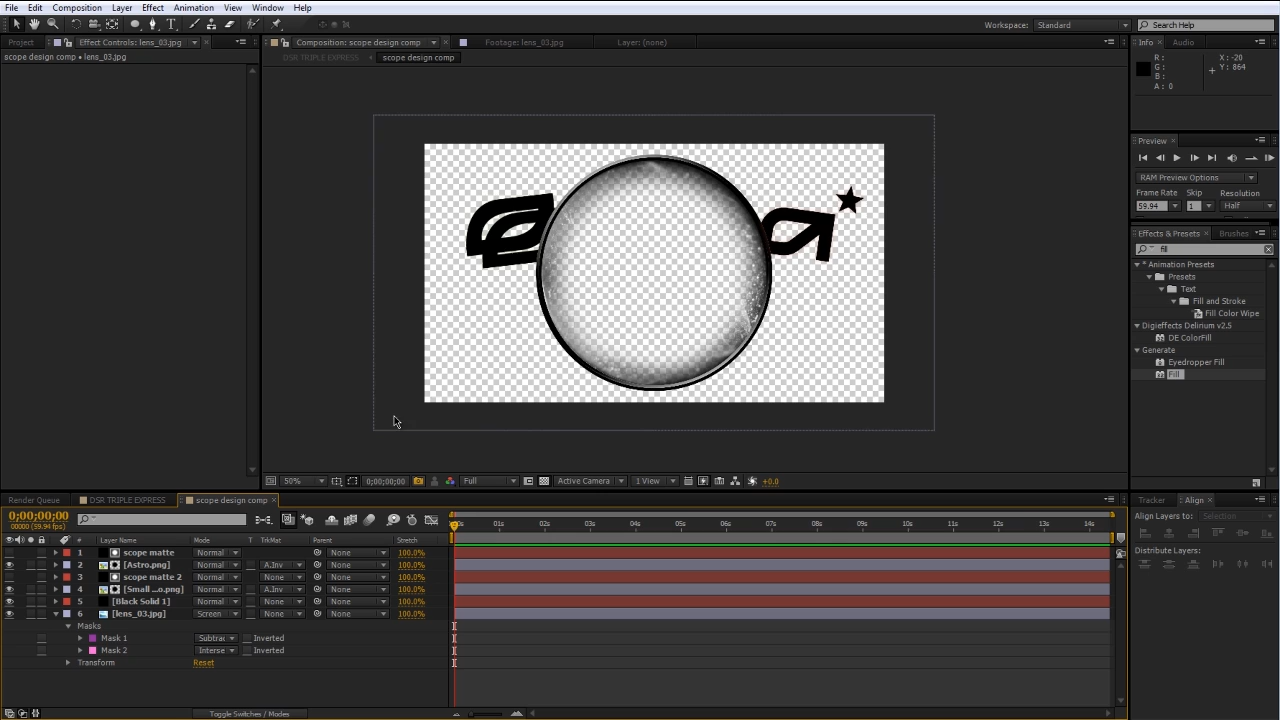 File Edit Composition Layer Effect Animation View Window Help
Workspace: Standard Search Help
Project Effect Controls: lens_03.jpg
scope design comp • lens_03.jpg
Composition: scope design comp Footage: lens_03.jpg Layer: (none)
DSR TRIPLE EXPRESS scope design comp
Info Audio
R: X: -20
G: Y: 864
B:
A: 0
Preview
RAM Preview Options
Frame Rate Skip Resolution
59.94 1 Half
Effects & Presets Brushes
fill
* Animation Presets
Presets
Text
Fill and Stroke
Fill Color Wipe
Digieffects Delirium v2.5
DE ColorFill
Generate
Eyedropper Fill
Fill
50% 0;00;00;00 Full Active Camera 1 View +0.0
Render Queue DSR TRIPLE EXPRESS scope design comp
0;00;00;00
00000 (59.94 fps)
# Layer Name Mode T TrkMat Parent Stretch
1 scope matte Normal None 100.0%
2 [Astro.png] Normal A.Inv None 100.0%
3 scope matte 2 Normal None None 100.0%
4 [Small ...o.png] Normal A.Inv None 100.0%
5 [Black Solid 1] Normal None None 100.0%
6 [lens_03.jpg] Screen None None 100.0%
Masks
Mask 1 Subtrac Inverted
Mask 2 Interse Inverted
Transform Reset
Toggle Switches / Modes
01s 02s 03s 04s 05s 06s 07s 08s 09s 10s 11s 12s 13s 14s
Tracker Align
Align Layers to: Selection
Distribute Layers: